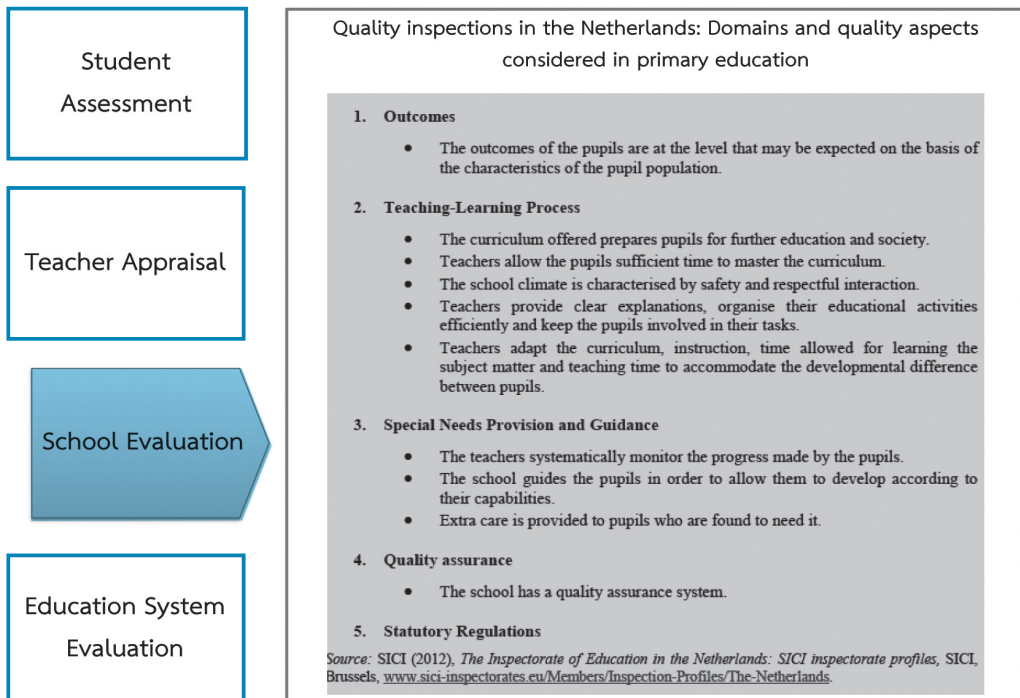 Student
Assessment
Teacher Appraisal
School Evaluation
Education System
Evaluation
Quality inspections in the Netherlands: Domains and quality aspects
considered in primary education
1. Outcomes
• The outcomes of the pupils are at the level that may be expected on the basis of
the characteristics of the pupil population.
2. Teaching-Learning Process
• The curriculum offered prepares pupils for further education and society.
• Teachers allow the pupils sufficient time to master the curriculum.
• The school climate is characterised by safety and respectful interaction.
• Teachers provide clear explanations, organise their educational activities
efficiently and keep the pupils involved in their tasks.
• Teachers adapt the curriculum, instruction, time allowed for learning the
subject matter and teaching time to accommodate the developmental difference
between pupils.
3. Special Needs Provision and Guidance
• The teachers systematically monitor the progress made by the pupils.
• The school guides the pupils in order to allow them to develop according to
their capabilities.
• Extra care is provided to pupils who are found to need it.
4. Quality assurance
• The school has a quality assurance system.
5. Statutory Regulations
Source: SICI (2012), The Inspectorate of Education in the Netherlands: SICI inspectorate profiles, SICI,
Brussels, www.sici-inspectorates.eu/Members/Inspection-Profiles/The-Netherlands.